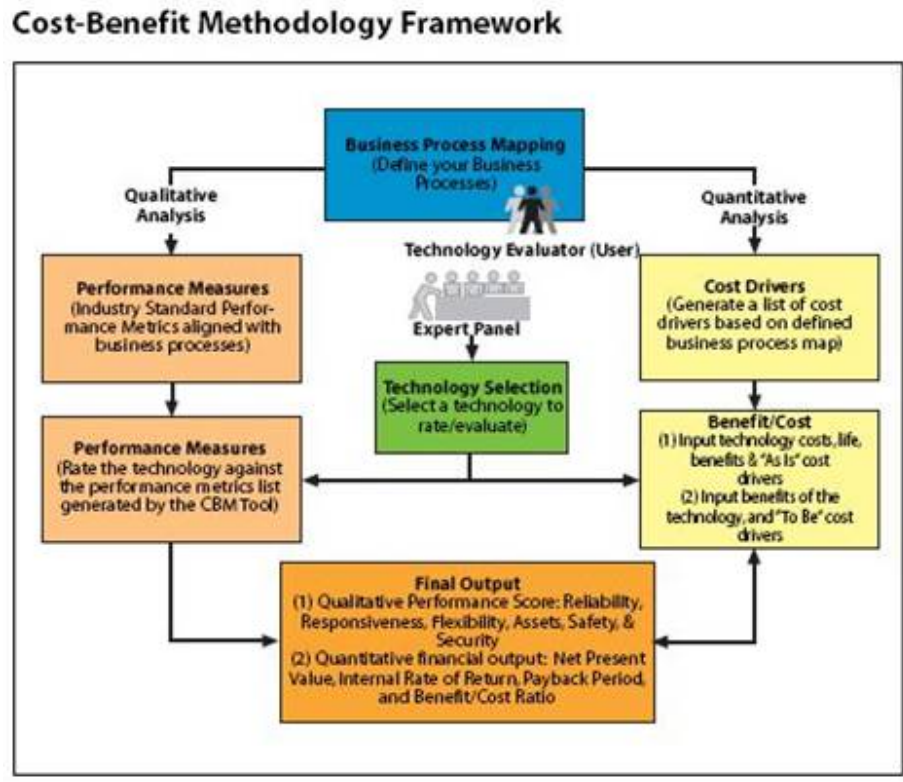 Cost-Benefit Methodology Framework
Business Process Mapping
(Define your Business
Processes)
Qualitative
Analysis
Quantitative
Analysis
Technology Evaluator (User)
Expert Panel
Performance Measures
(Industry Standard Perfor-
mance Metrics aligned with
business processes)
Cost Drivers
(Generate a list of cost
drivers based on defined
business process map)
Technology Selection
(Select a technology to
rate/evaluate)
Performance Measures
(Rate the technology against
the performance metrics list
generated by the CBM Tool)
Benefit/Cost
(1) Input technology costs, life,
benefits & "As Is" cost
drivers
(2) Input benefits of the
technology, and "To Be" cost
drivers
Final Output
(1) Qualitative Performance Score: Reliability,
Responsiveness, Flexibility, Assets, Safety, &
Security
(2) Quantitative financial output: Net Present
Value, Internal Rate of Return, Payback Period,
and Benefit/Cost Ratio